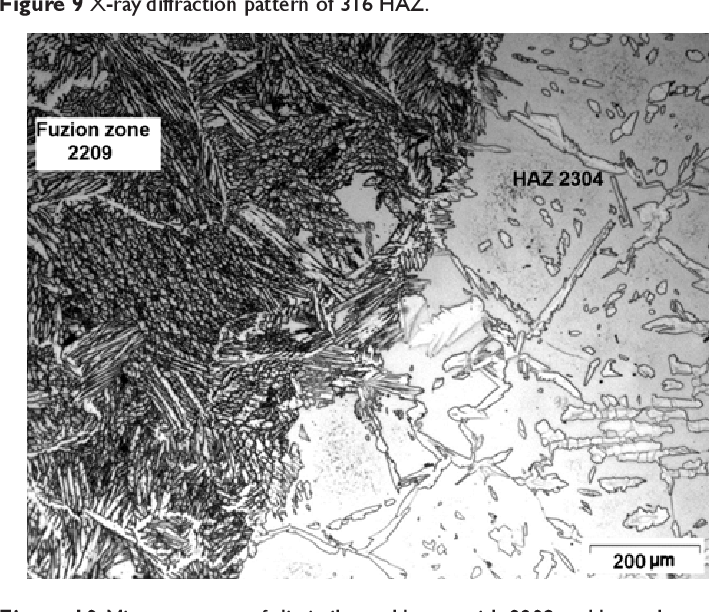 Figure 9 X-ray diffraction pattern of 316 HAZ.
Fuzion zone
2209
HAZ 2304
200 µm